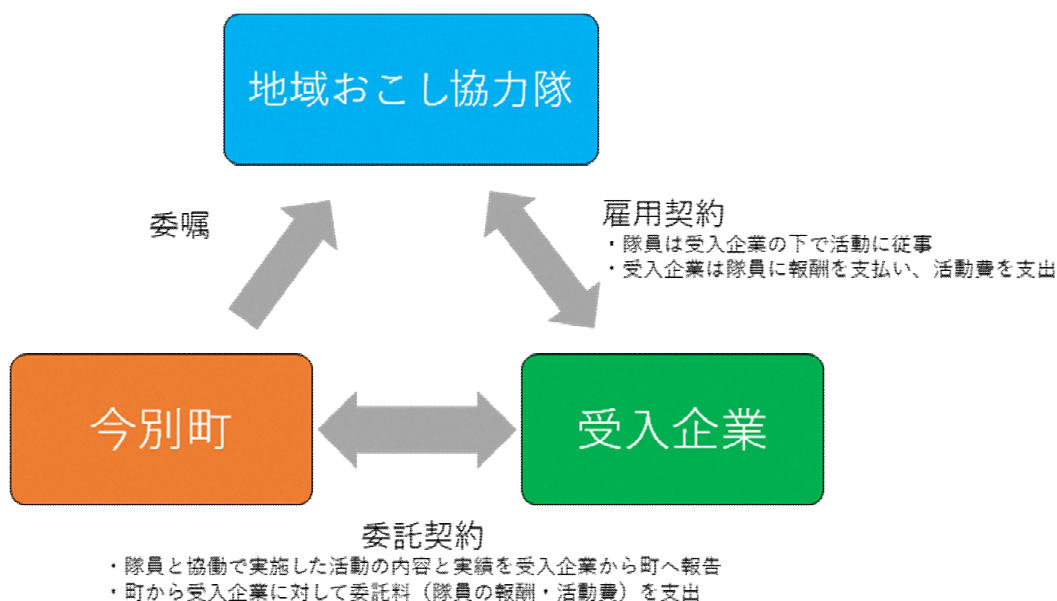 地域おこし協力隊
委嘱
雇用契約
・隊員は受入企業の下で活動に従事
・受入企業は隊員に報酬を支払い、活動費を支出
今別町
受入企業
委託契約
・隊員と協働で実施した活動の内容と実績を受入企業から町へ報告
・町から受入企業に対して委託料（隊員の報酬・活動費）を支出